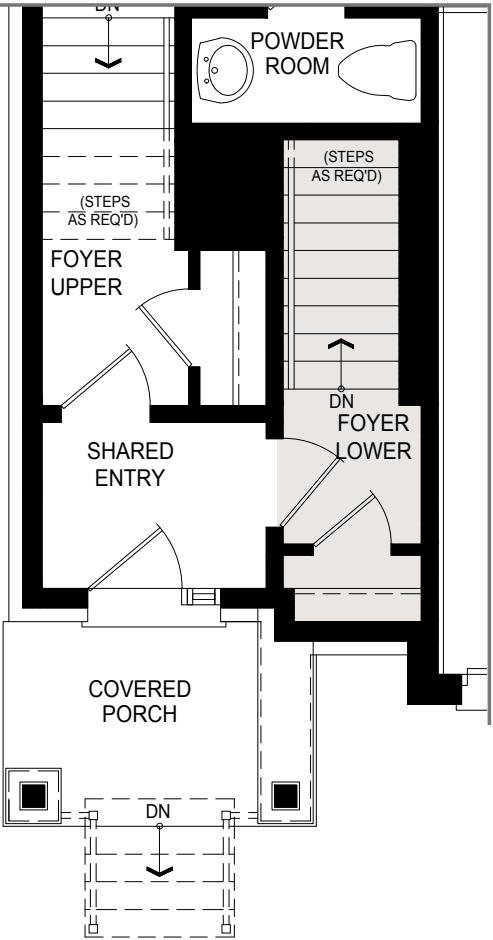 DN
POWDER
ROOM
(STEPS
AS REQ'D)
(STEPS
AS REQ'D)
FOYER
UPPER
DN
FOYER
LOWER
SHARED
ENTRY
COVERED
PORCH
DN